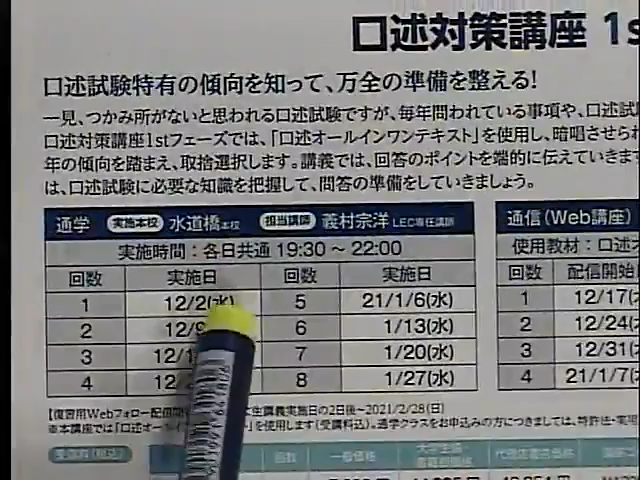 口述対策講座 1s
口述試験特有の傾向を知って、万全の準備を整える!
一見、つかみ所がないと思われる口述試験ですが、毎年問われている事項や、口述試
口述対策講座1stフェーズでは、「口述オールインワンテキスト」を使用し、暗唱させら
年の傾向を踏まえ、取捨選択します。講義では、回答のポイントを端的に伝えていきま
は、口述試験に必要な知識を把握して、問答の準備をしていきましょう。
通学 実施本校 水道橋本校 担当講師 義村宗洋 LEC専任講師
実施時間:各日共通 19:30 ~ 22:00
回数 実施日 回数 実施日
1 12/2(水) 5 21/1/6(水)
2 12/9 6 1/13(水)
3 12/1 7 1/20(水)
4 12/ 8 1/27(水)
通信(Web講座)
使用教材:口述オ
回数 配信開始
1 12/17(
2 12/24(
3 12/31(
4 21/1/7(
【復習用Webフォロー配信 生講義実施日の2日後~2021/2/28(日)
※本講座では「口述オール ト」を使用します(受講料込)。通学クラスをお申込みの方につきましては、特許法・実用
回数 一般価格 代理店書店価格